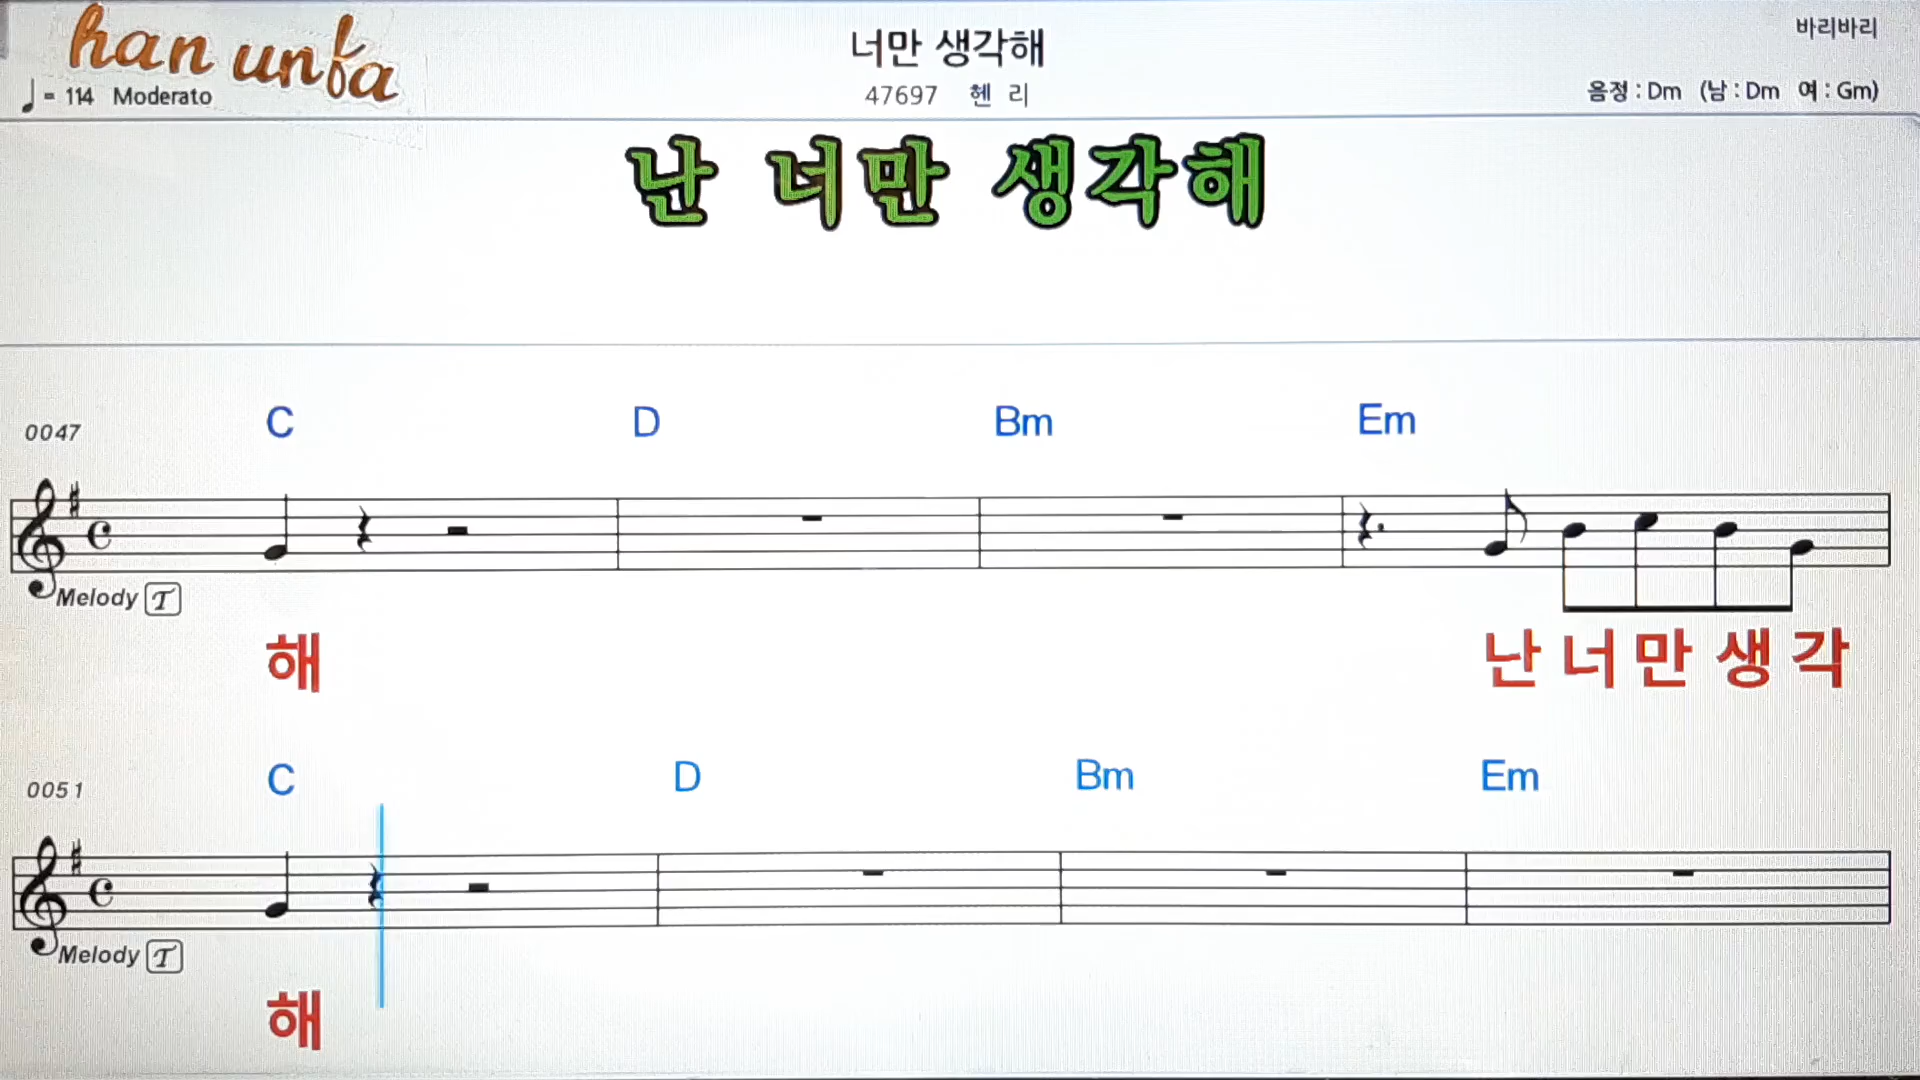 han unfa
바리바리
너만 생각해
♩ = 114 Moderato
47697 헨 리
음정 : Dm (남 : Dm 여 : Gm)
난 너만 생각해
0047 C D Bm Em
Melody T
해 난 너 만 생 각
0051 C D Bm Em
Melody T
해